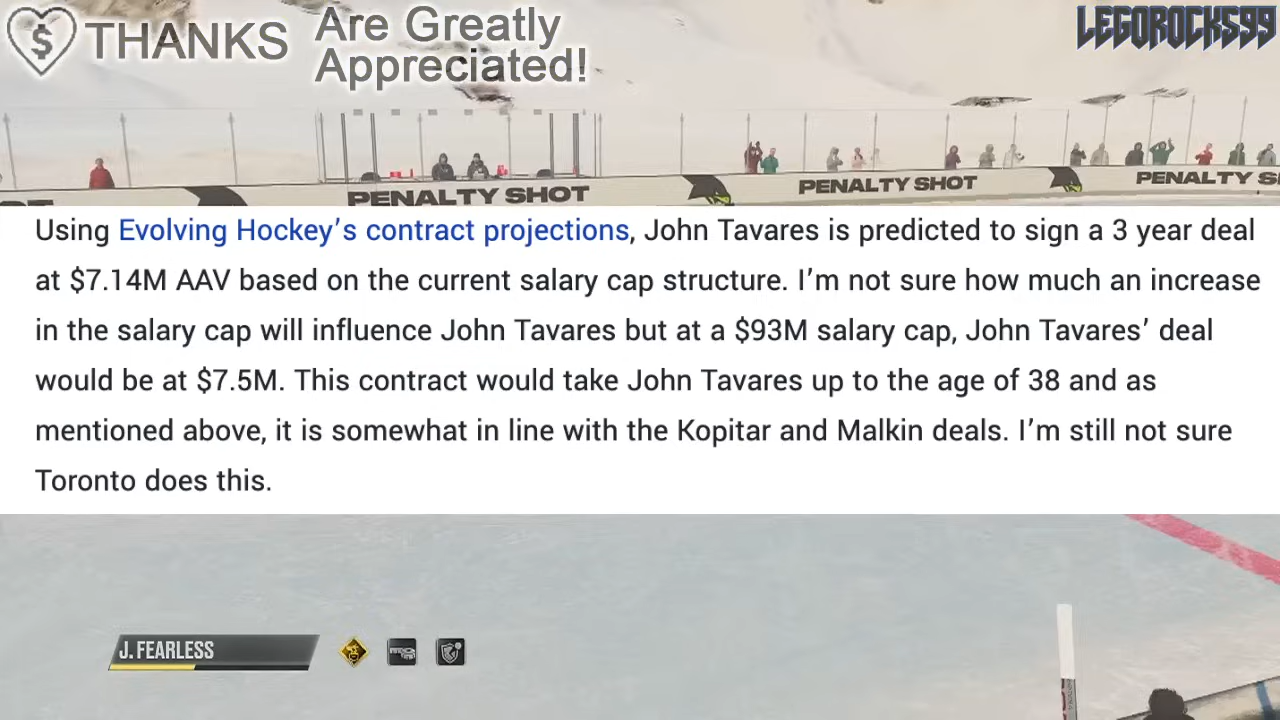 THANKS Are Greatly
Appreciated!
LEGOROCKS99
PENALTY SHOT
PENALTY SHOT
PENALTY S
Using Evolving Hockey’s contract projections, John Tavares is predicted to sign a 3 year deal
at $7.14M AAV based on the current salary cap structure. I’m not sure how much an increase
in the salary cap will influence John Tavares but at a $93M salary cap, John Tavares’ deal
would be at $7.5M. This contract would take John Tavares up to the age of 38 and as
mentioned above, it is somewhat in line with the Kopitar and Malkin deals. I’m still not sure
Toronto does this.
J. FEARLESS